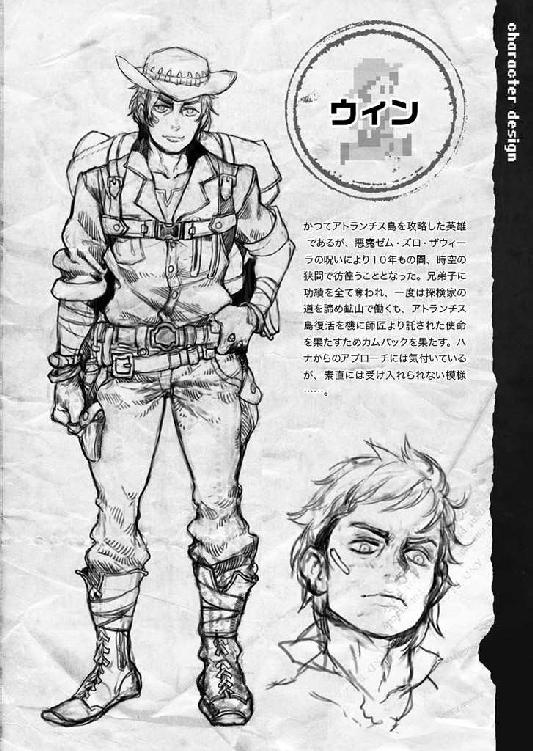 character design
ウィン
かつてアトランチス島を攻略した英雄
であるが、悪魔ゼム・ズロ・ザウィー
ラの呪いにより10年もの間、時空の
狭間で彷徨うこととなった。兄弟子に
功績を全て奪われ、一度は探検家の
道を諦め鉱山で働くも、アトランチス
島復活を機に師匠より託された使命
を果たすためカムバックを果たす。ハ
ナからのアプローチには気付いている
が、素直には受け入れられない模様
……。